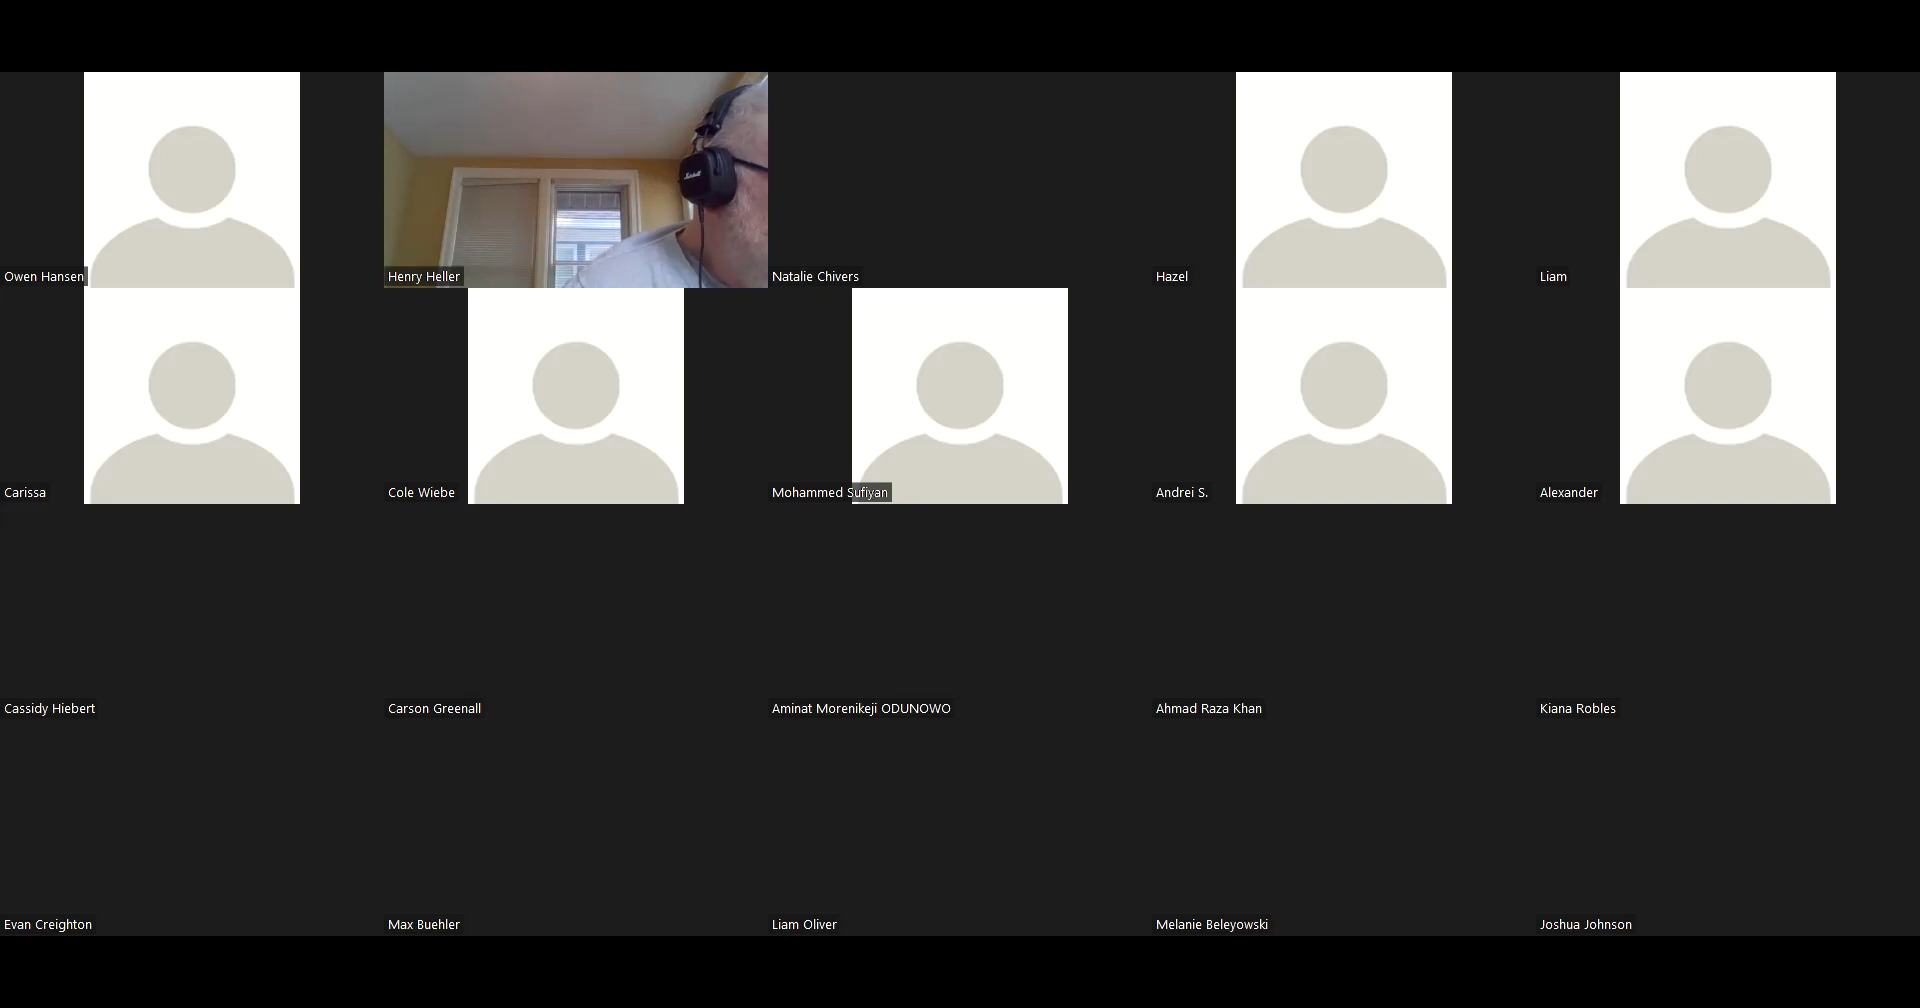 Owen Hansen
Henry Heller
Natalie Chivers
Hazel
Liam
Marshall
Carissa
Cole Wiebe
Mohammed Sufiyan
Andrei S.
Alexander
Cassidy Hiebert
Carson Greenall
Aminat Morenikeji ODUNOWO
Ahmad Raza Khan
Kiana Robles
Evan Creighton
Max Buehler
Liam Oliver
Melanie Beleyowski
Joshua Johnson